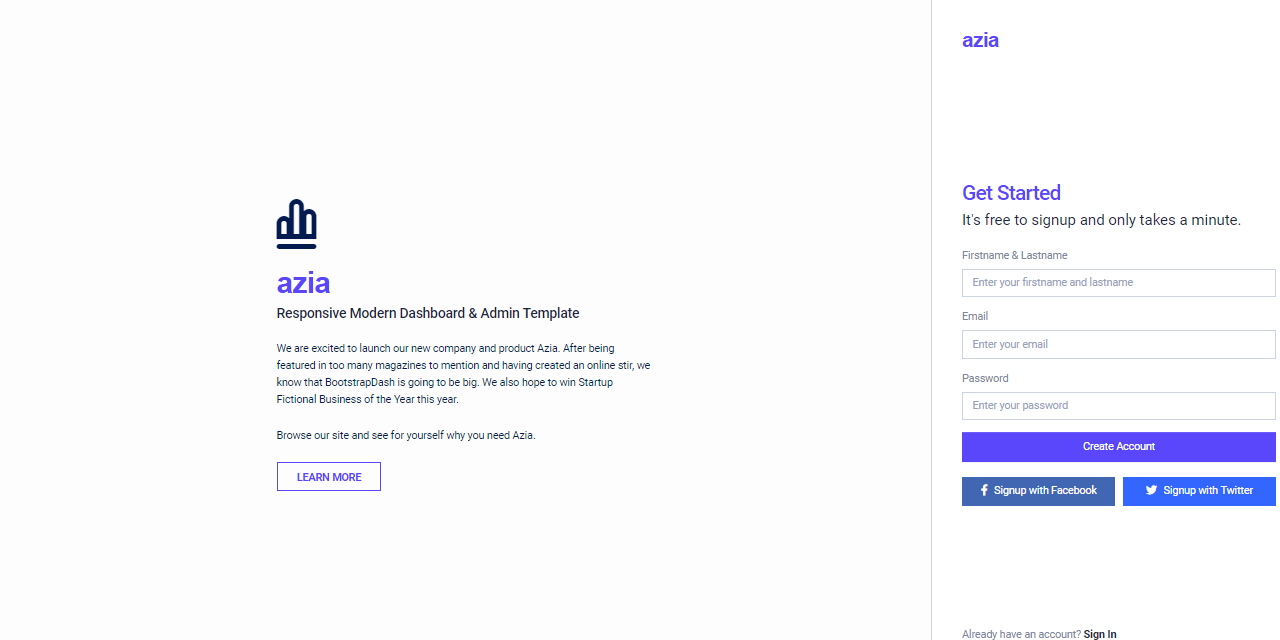 azia
Responsive Modern Dashboard & Admin Template
We are excited to launch our new company and product Azia. After being
featured in too many magazines to mention and having created an online stir, we
know that BootstrapDash is going to be big. We also hope to win Startup
Fictional Business of the Year this year.
Browse our site and see for yourself why you need Azia.
LEARN MORE
azia
Get Started
It's free to signup and only takes a minute.
Firstname & Lastname
Enter your firstname and lastname
Email
Enter your email
Password
Enter your password
Create Account
Signup with Facebook
Signup with Twitter
Already have an account? Sign In